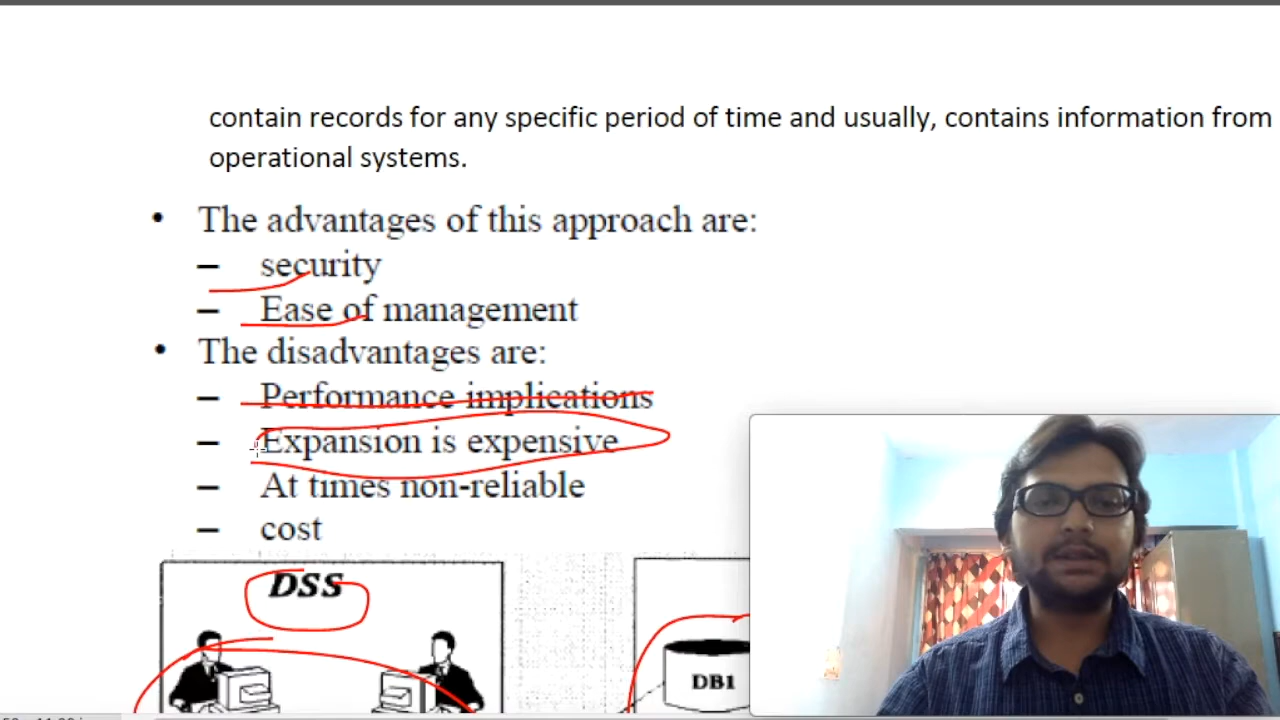 contain records for any specific period of time and usually, contains information from
operational systems.
• The advantages of this approach are:
– security
– Ease of management
• The disadvantages are:
– Performance implications
– Expansion is expensive
– At times non-reliable
– cost
DSS
DB1